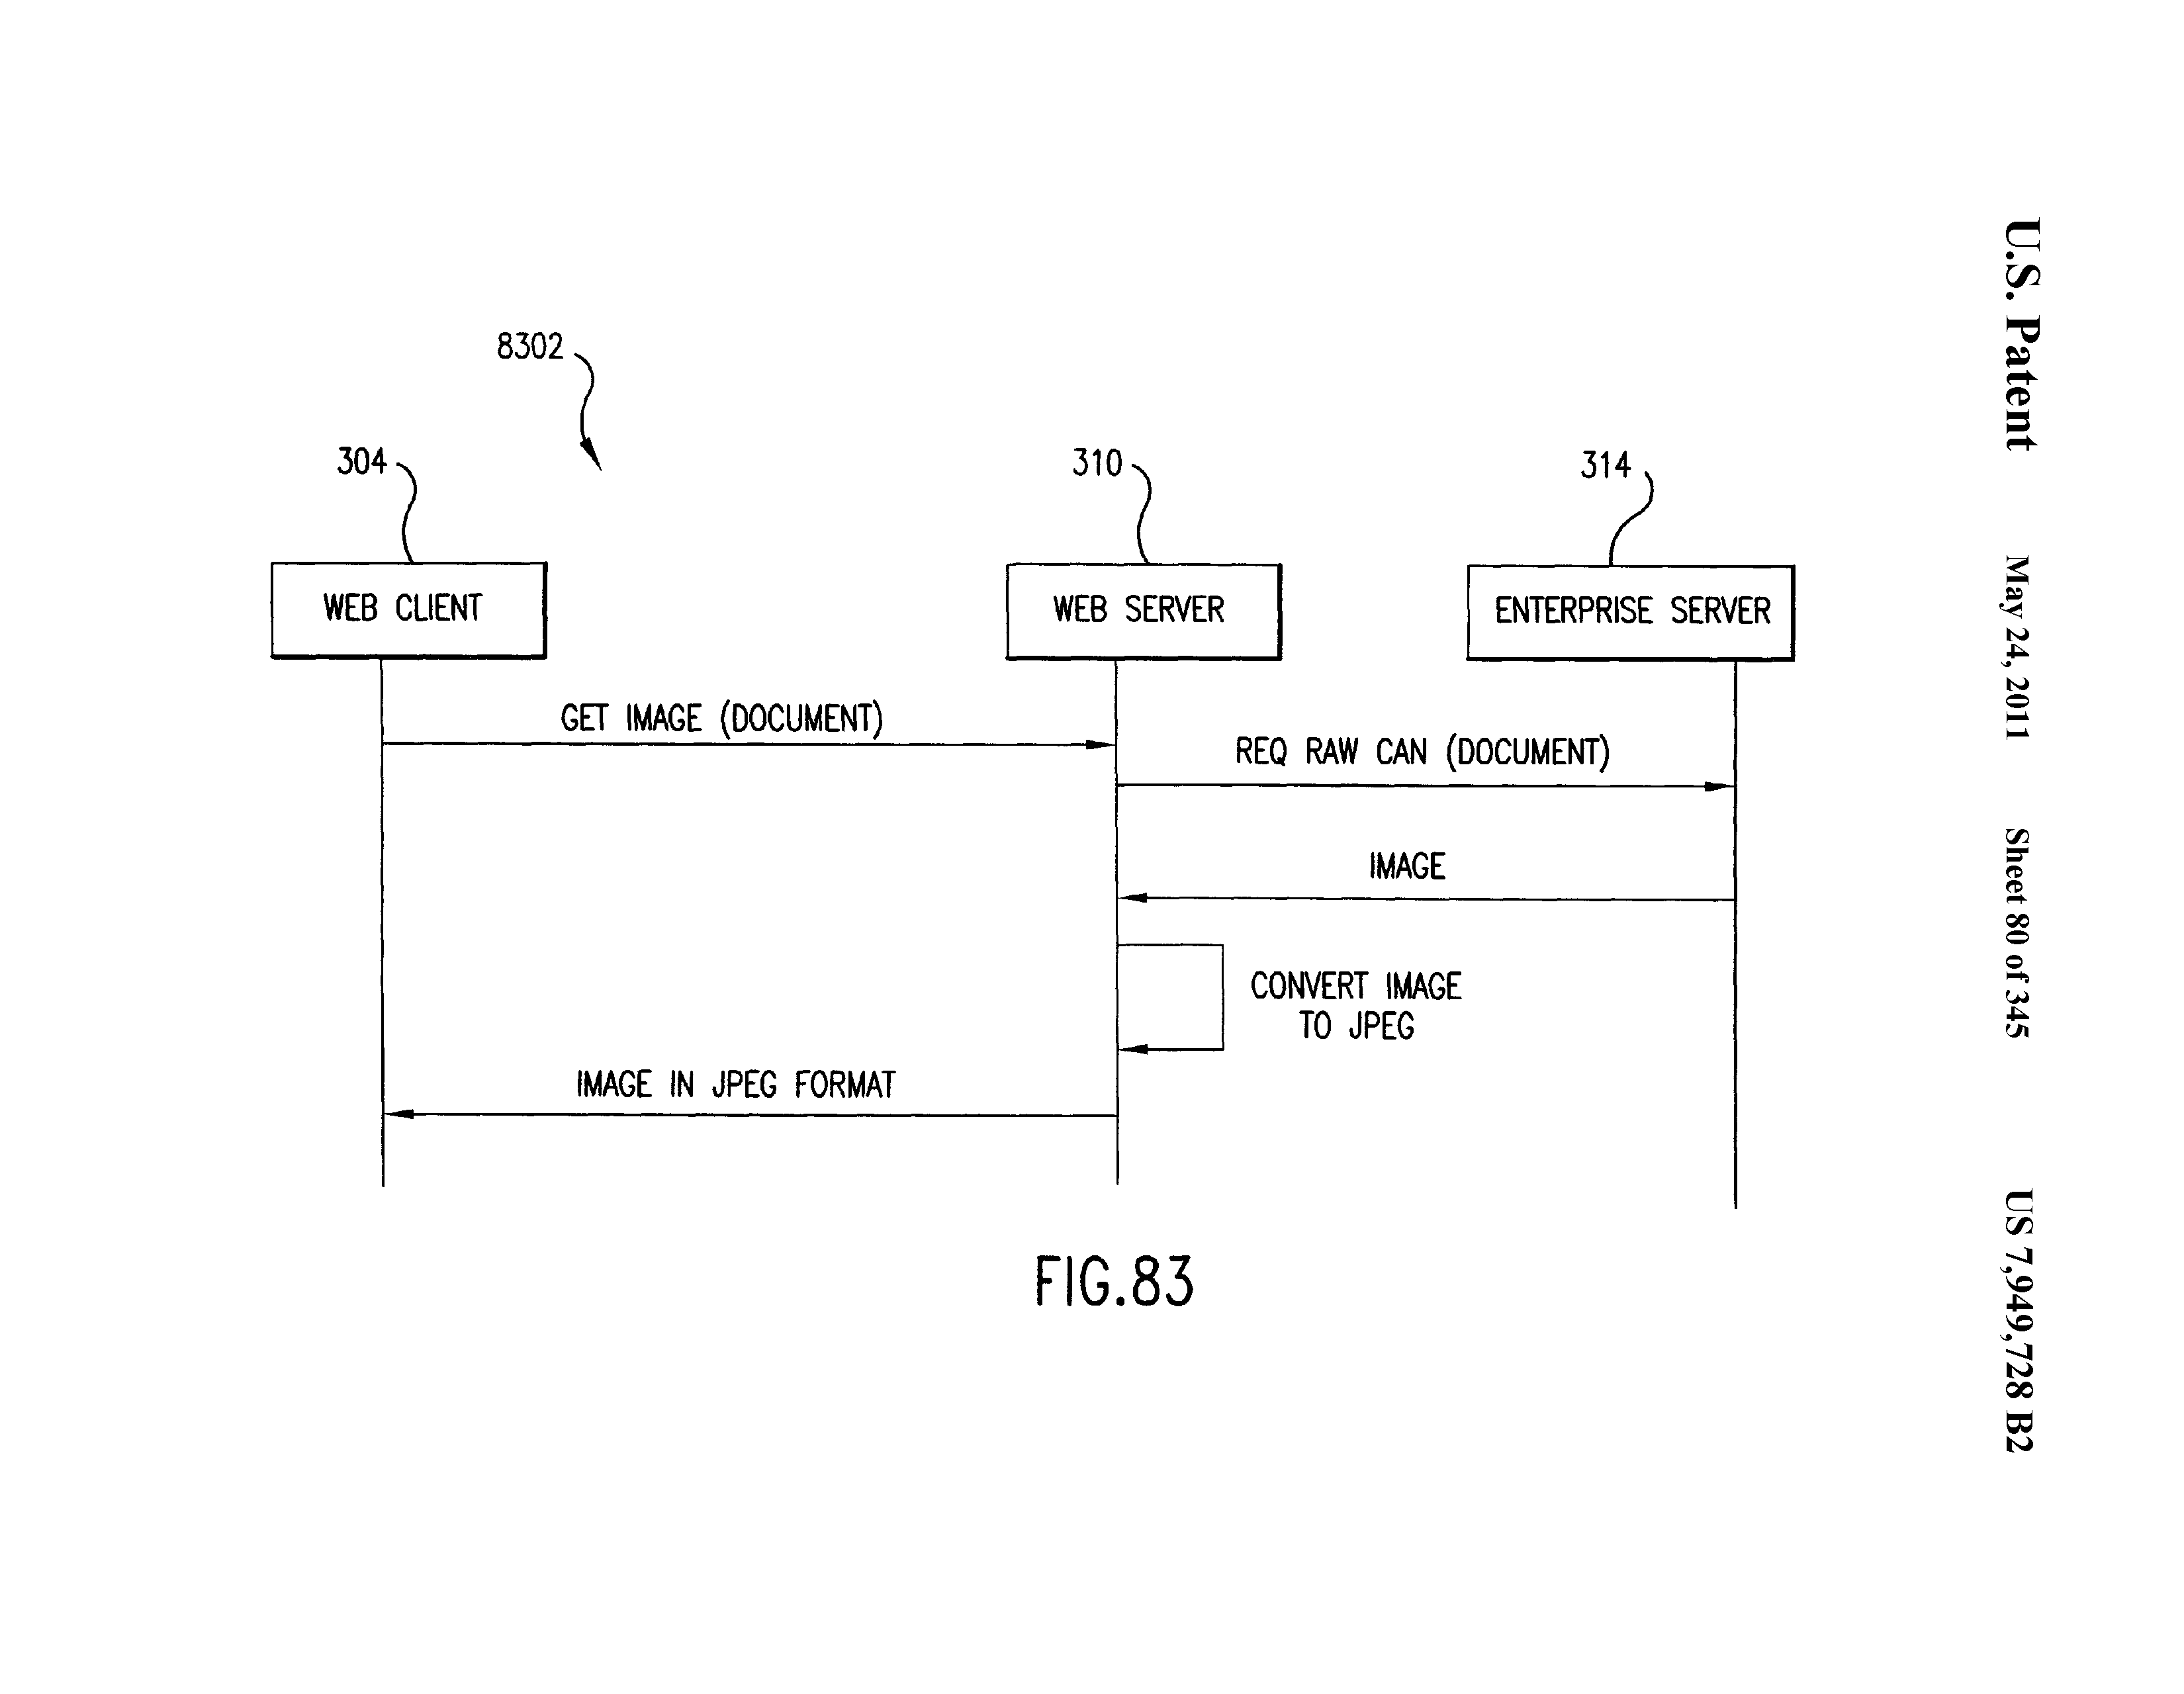 U.S. Patent May 24, 2011 Sheet 80 of 345 US 7,949,728 B2
8302
304
310
314
WEB CLIENT
WEB SERVER
ENTERPRISE SERVER
GET IMAGE (DOCUMENT)
REQ RAW CAN (DOCUMENT)
IMAGE
CONVERT IMAGE
TO JPEG
IMAGE IN JPEG FORMAT
FIG.83